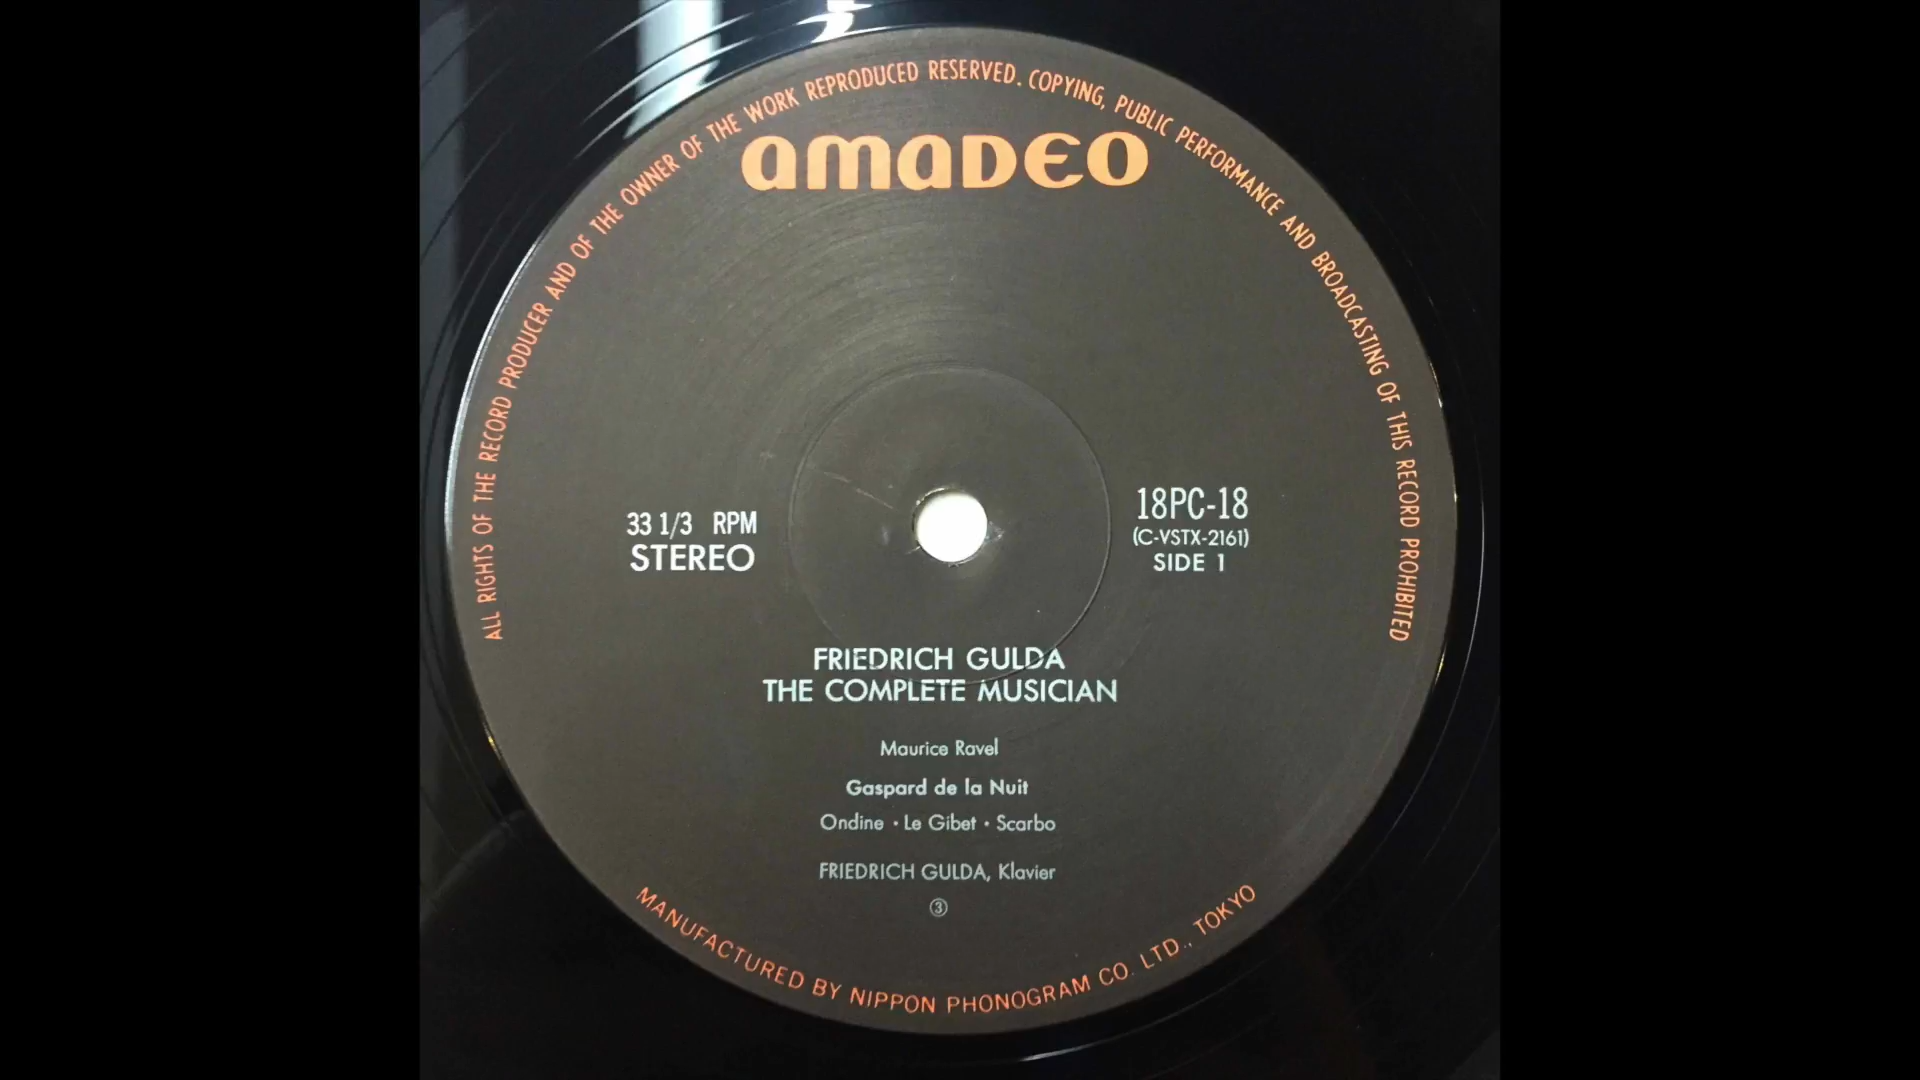 ALL RIGHTS OF THE RECORD PRODUCER AND OF THE OWNER OF THE WORK REPRODUCED RESERVED. COPYING, PUBLIC PERFORMANCE AND BROADCASTING OF THIS RECORD PROHIBITED
amadeo
33 1/3 RPM
STEREO
18PC-18
(C-VSTX-2161)
SIDE 1
FRIEDRICH GULDA
THE COMPLETE MUSICIAN
Maurice Ravel
Gaspard de la Nuit
Ondine • Le Gibet • Scarbo
FRIEDRICH GULDA, Klavier
③
MANUFACTURED BY NIPPON PHONOGRAM CO. LTD., TOKYO